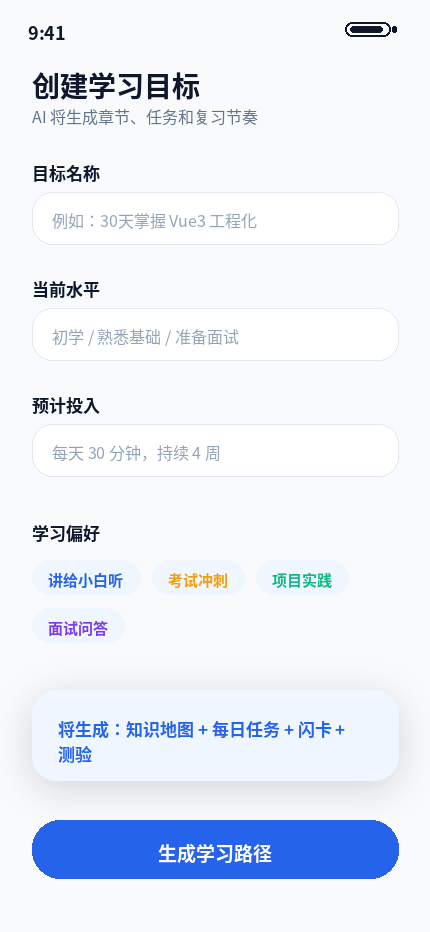 9:41
创建学习目标
AI 将生成章节、任务和复习节奏
目标名称
例如：30天掌握 Vue3 工程化
当前水平
初学 / 熟悉基础 / 准备面试
预计投入
每天 30 分钟，持续 4 周
学习偏好
讲给小白听 考试冲刺 项目实践
面试问答
将生成：知识地图 + 每日任务 + 闪卡 +
测验
生成学习路径